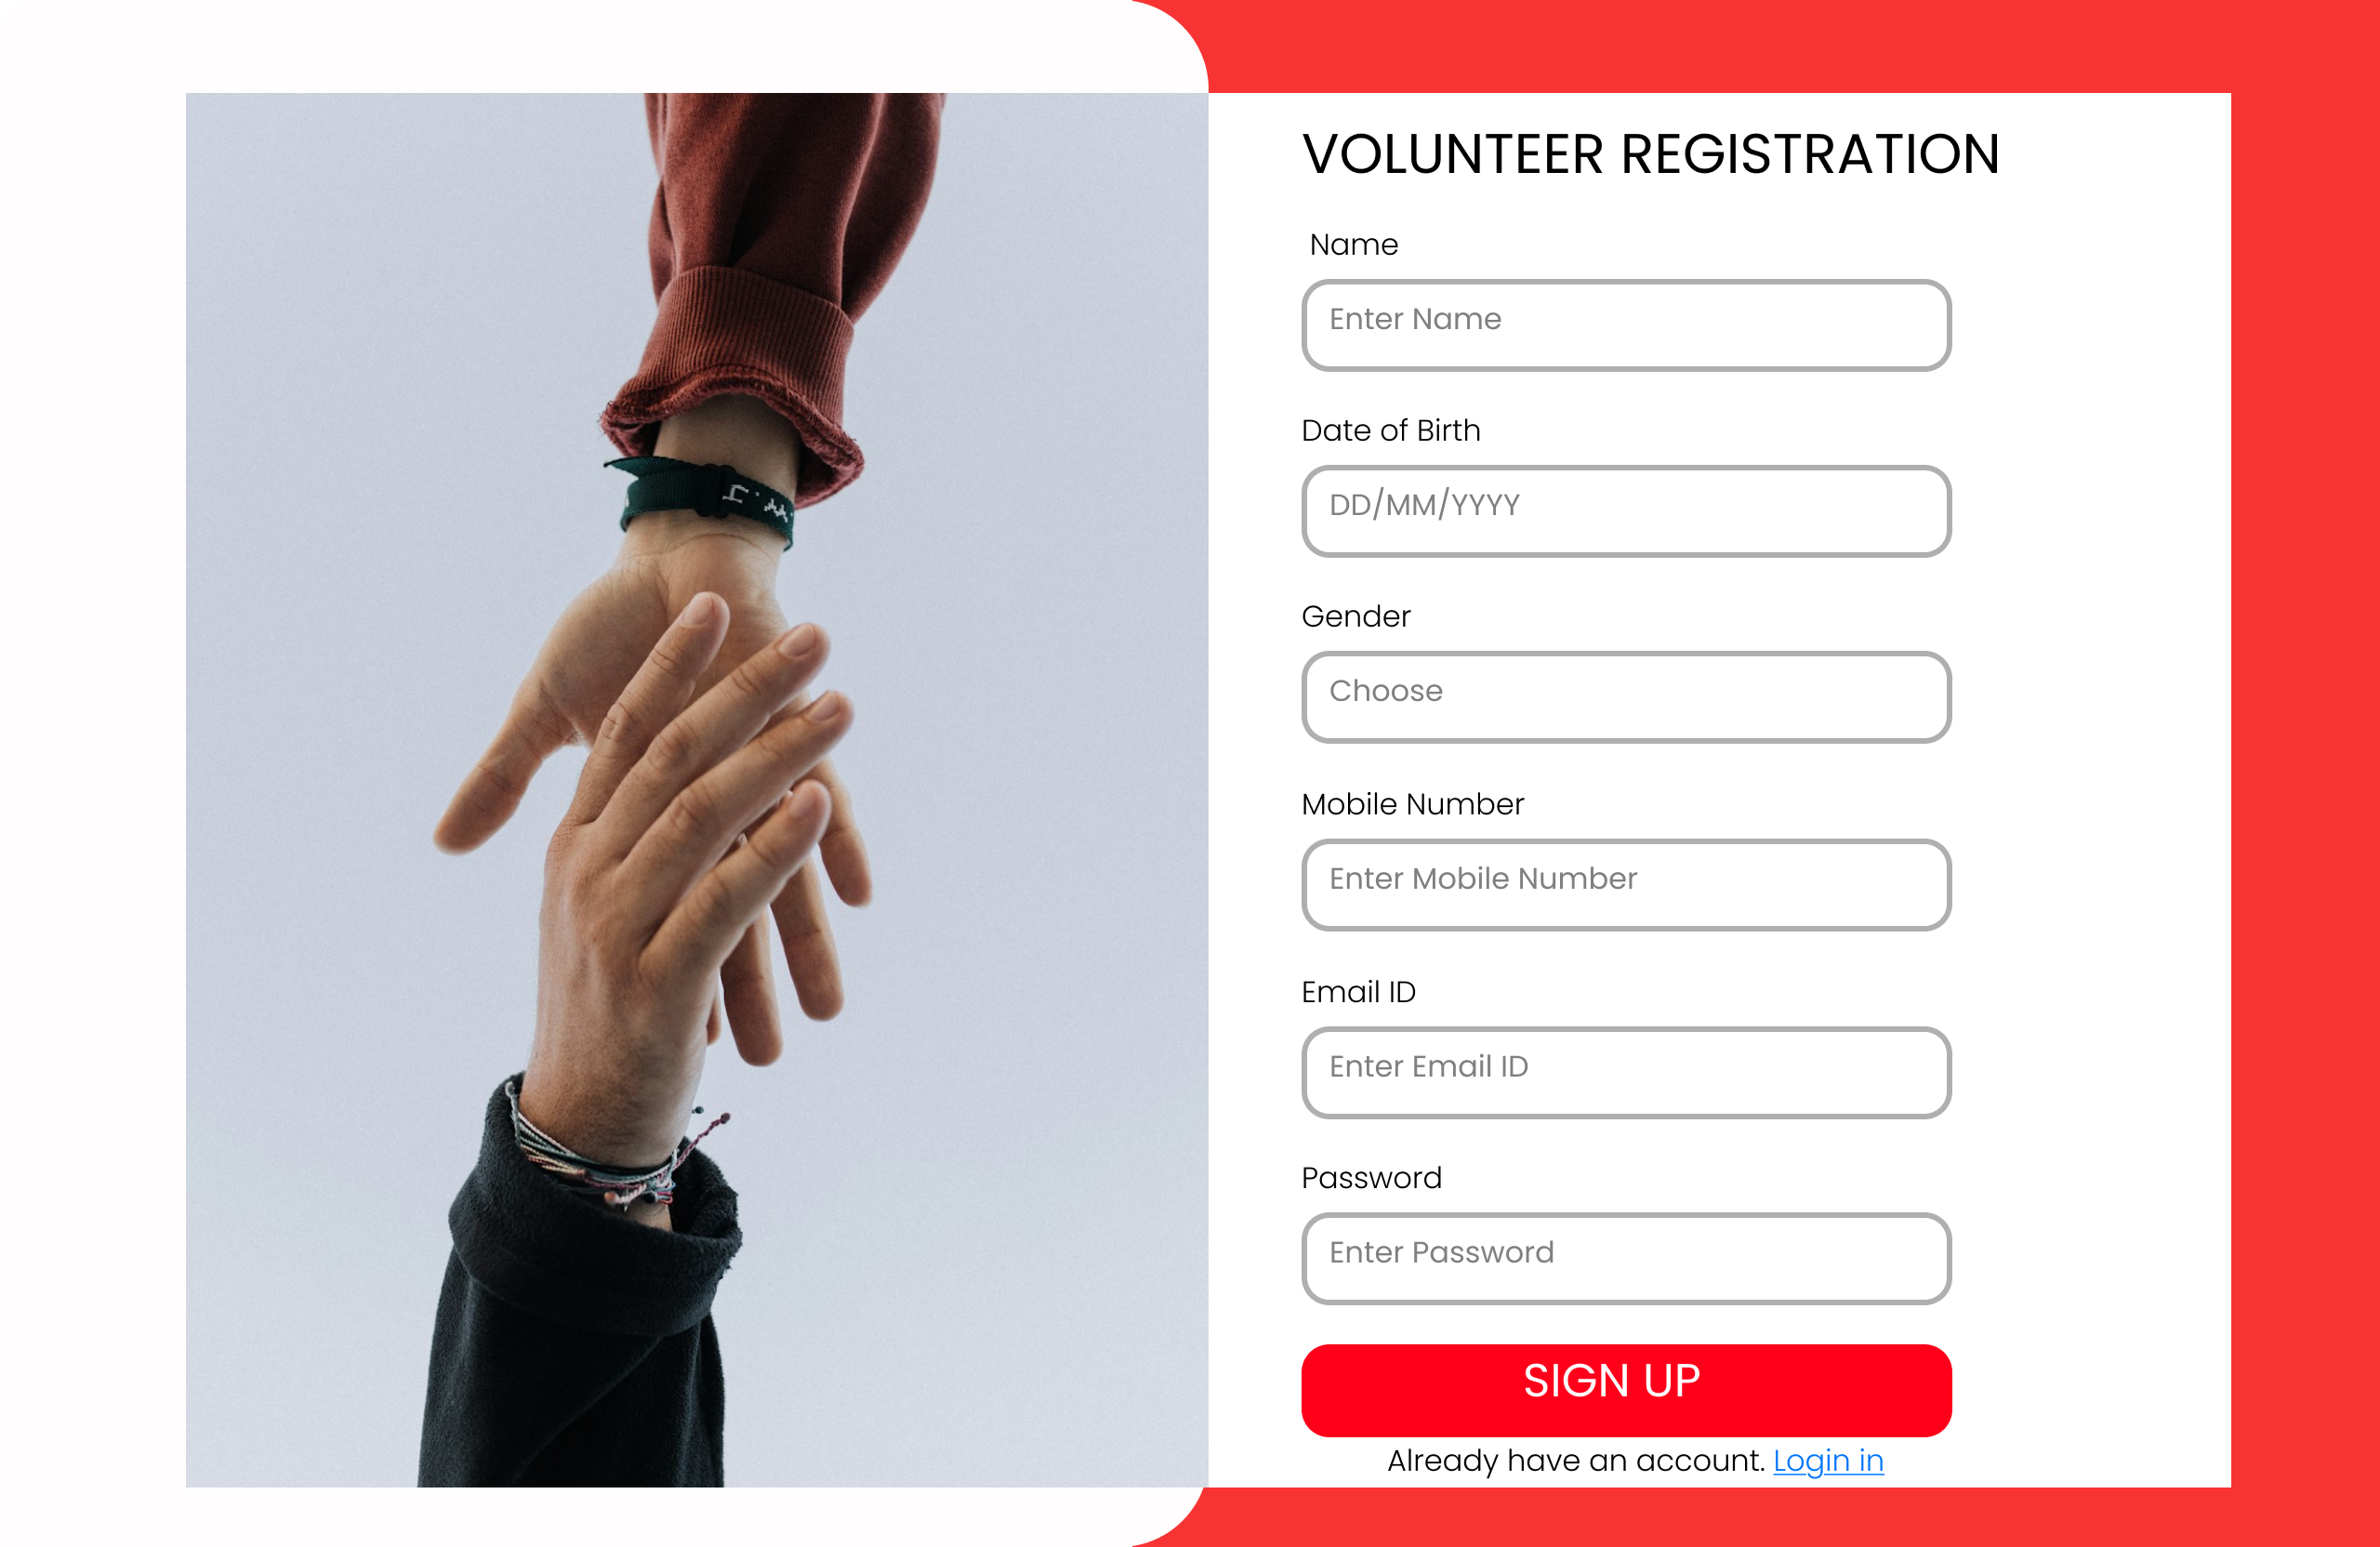 VOLUNTEER REGISTRATION
Name
Enter Name
Date of Birth
DD/MM/YYYY
Gender
Choose
Mobile Number
Enter Mobile Number
Email ID
Enter Email ID
Password
Enter Password
SIGN UP
Already have an account. Login in